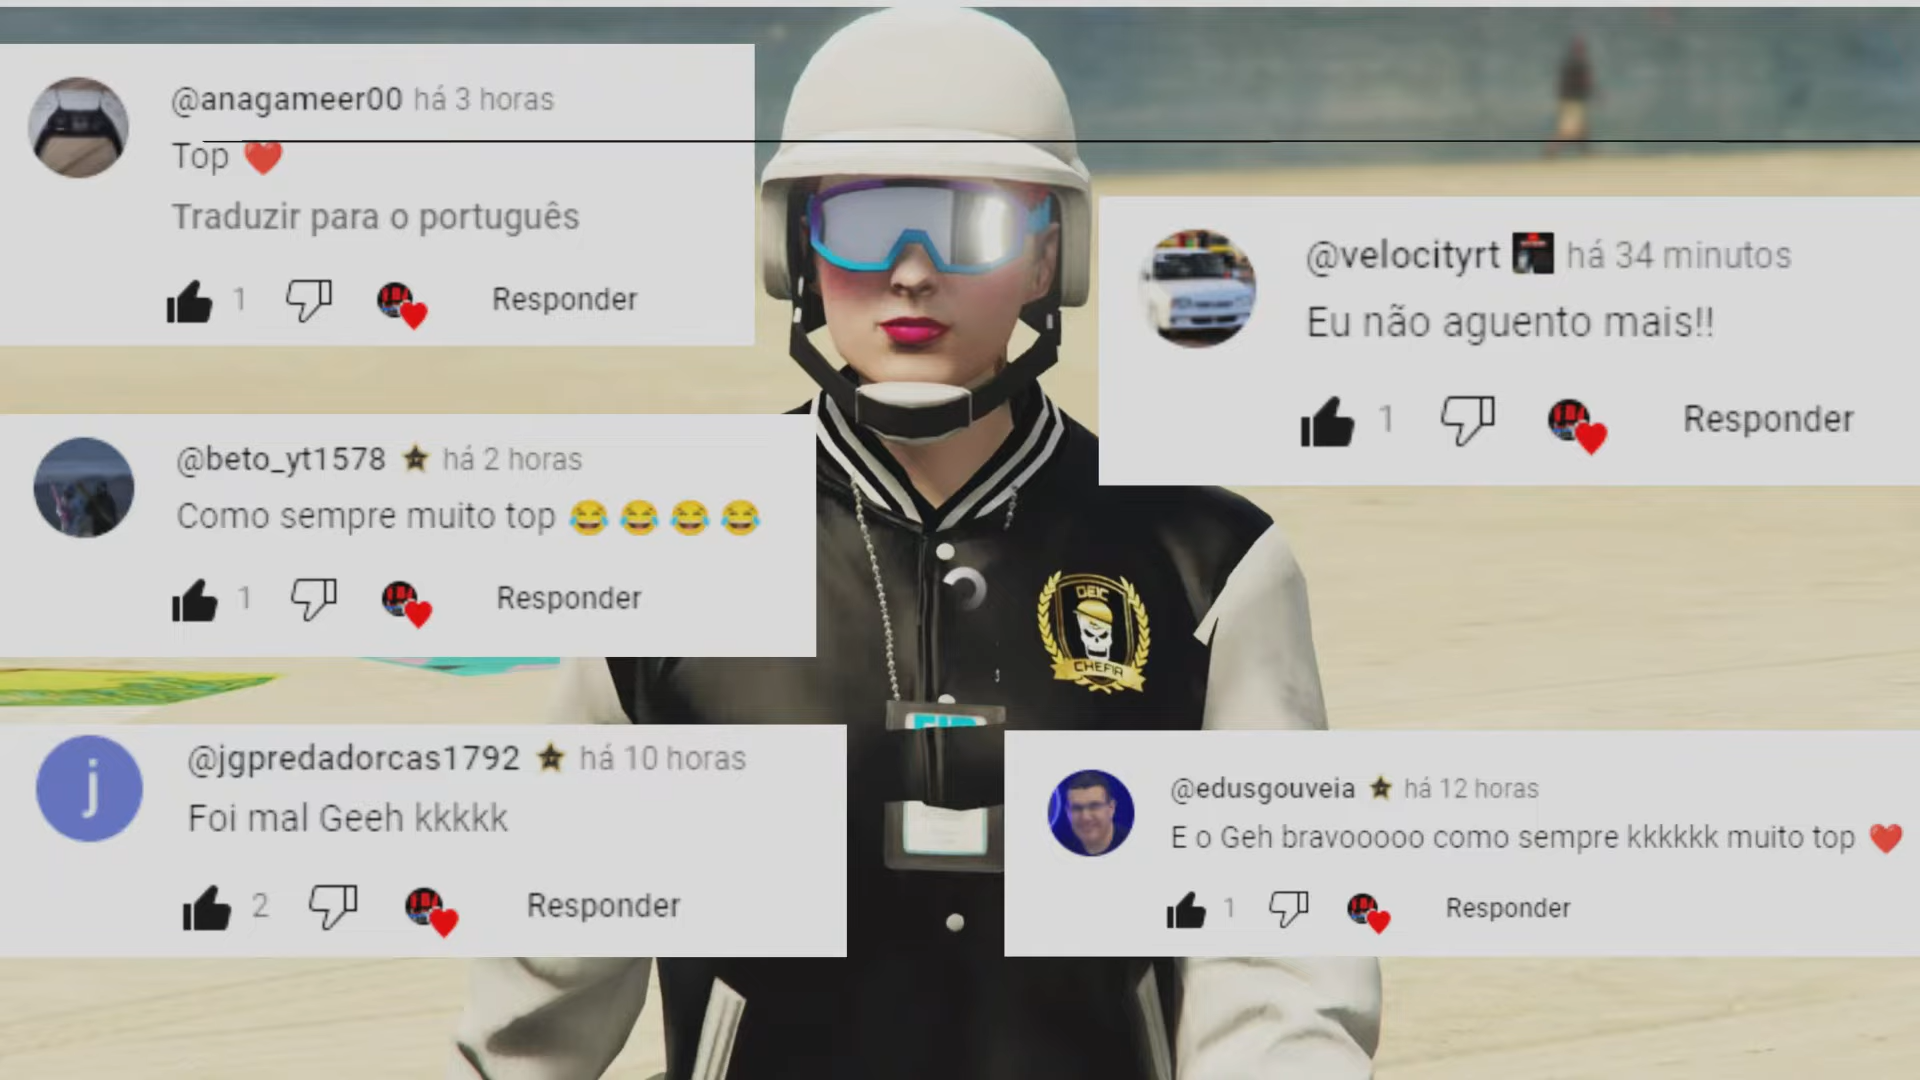 @anagameer00 há 3 horas
Top ❤️
Traduzir para o português
1 Responder
@velocityrt há 34 minutos
Eu não aguento mais!!
1 Responder
@beto_yt1578 há 2 horas
Como sempre muito top 😂😂😂😂
1 Responder
DEIC
CHEFIA
@jgpredadorcas1792 há 10 horas
Foi mal Geeh kkkkk
2 Responder
@edusgouveia há 12 horas
E o Geh bravooooo como sempre kkkkkk muito top ❤️
1 Responder